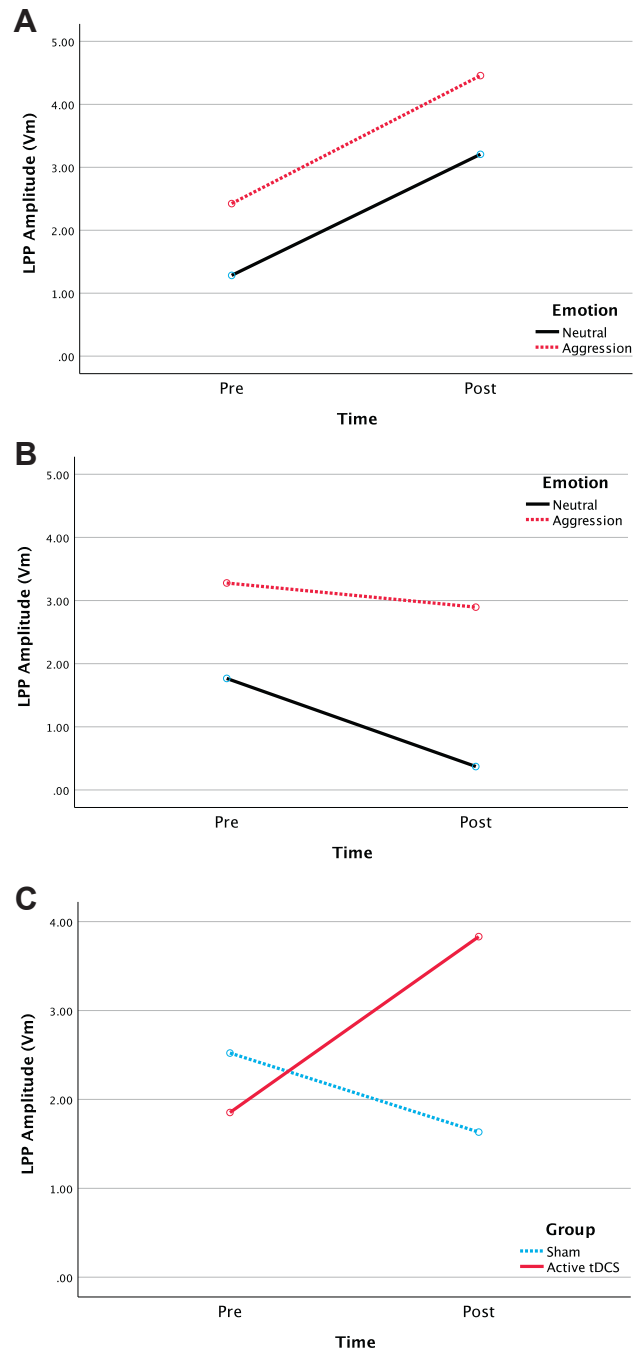 A
5.00
4.00
3.00
2.00
1.00
.00
LPP Amplitude (Vm)
Emotion
Neutral
Aggression
Pre
Post
Time
B
5.00
4.00
3.00
2.00
1.00
.00
LPP Amplitude (Vm)
Emotion
Neutral
Aggression
Pre
Post
Time
C
4.00
3.00
2.00
1.00
.00
LPP Amplitude (Vm)
Group
Sham
Active tDCS
Pre
Post
Time